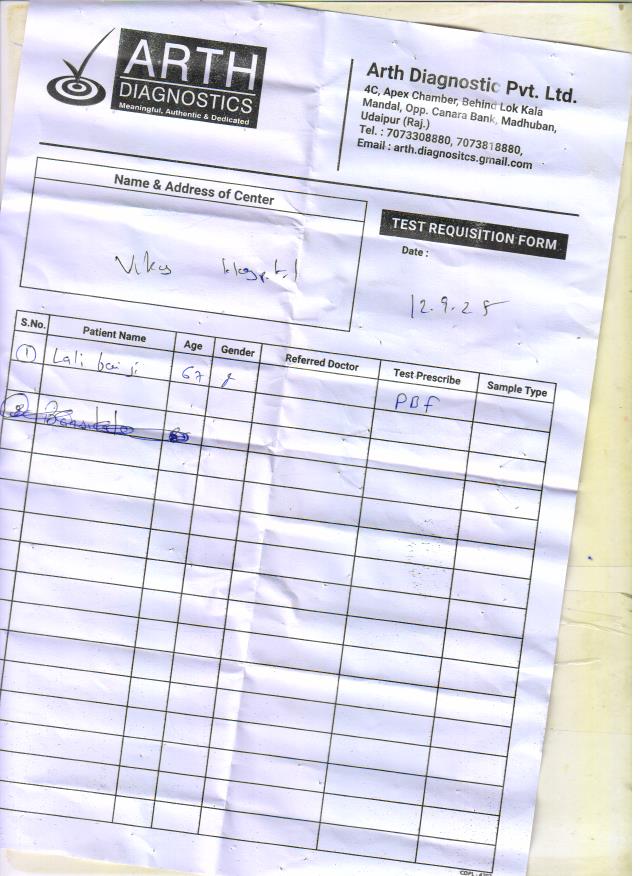 ARTH
DIAGNOSTICS
Meaningful, Authentic & Dedicated
Arth Diagnostic Pvt. Ltd.
4C, Apex Chamber, Behind Lok Kala
Mandal, Opp. Canara Bank, Madhuban,
Udaipur (Raj.)
Tel. : 7073308880, 7073818880,
Email : arth.diagnositcs.gmail.com
Name & Address of Center
Vikas Hospital
TEST REQUISITION FORM
Date :
12.9.25
S.No. Patient Name Age Gender Referred Doctor Test Prescribe Sample Type
1 Lali bai ji 67 F PBF
2